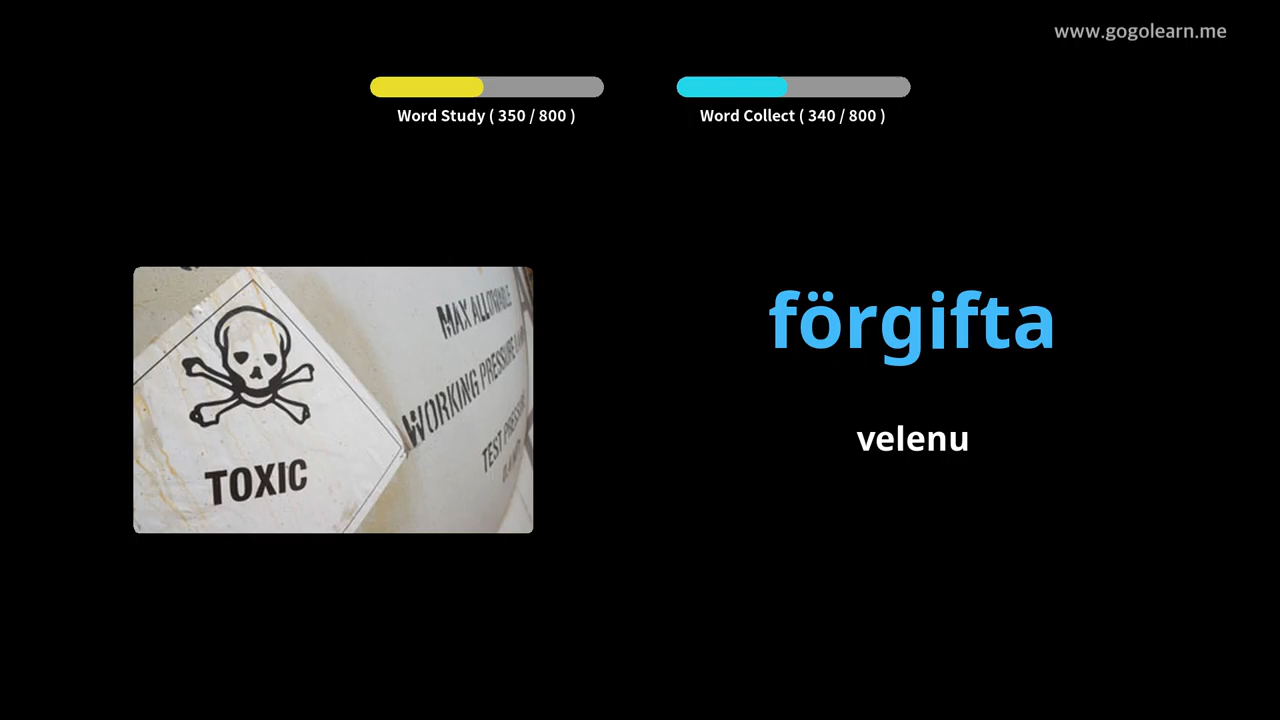 www.gogolearn.me
Word Study ( 350 / 800 )
Word Collect ( 340 / 800 )
MAX ALLOWABLE
WORKING PRESSURE
TEST PRESSURE
TOXIC
förgifta
velenu